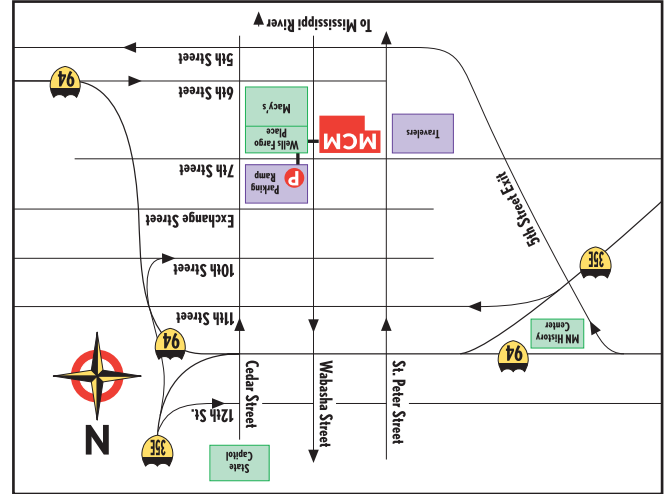 State
Capitol
35E
N
12th St.
Cedar Street
Wabasha Street
St. Peter Street
94
94
MN History
Center
11th Street
35E
10th Street
5th Street Exit
Exchange Street
Parking
Ramp
P
7th Street
Wells Fargo
Place
MCM
Travelers
Macy's
6th Street
94
5th Street
To Mississippi River